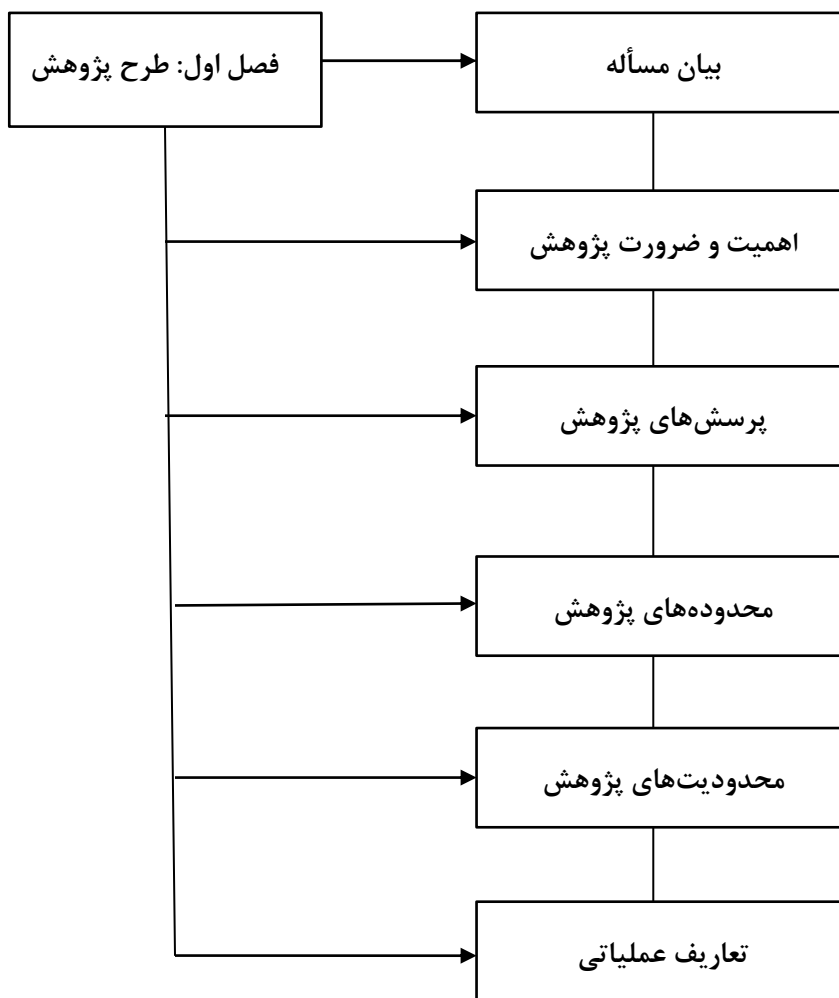 فصل اول: طرح پژوهش
بیان مسأله
اهمیت و ضرورت پژوهش
پرسش‌های پژوهش
محدوده‌های پژوهش
محدودیت‌های پژوهش
تعاریف عملیاتی